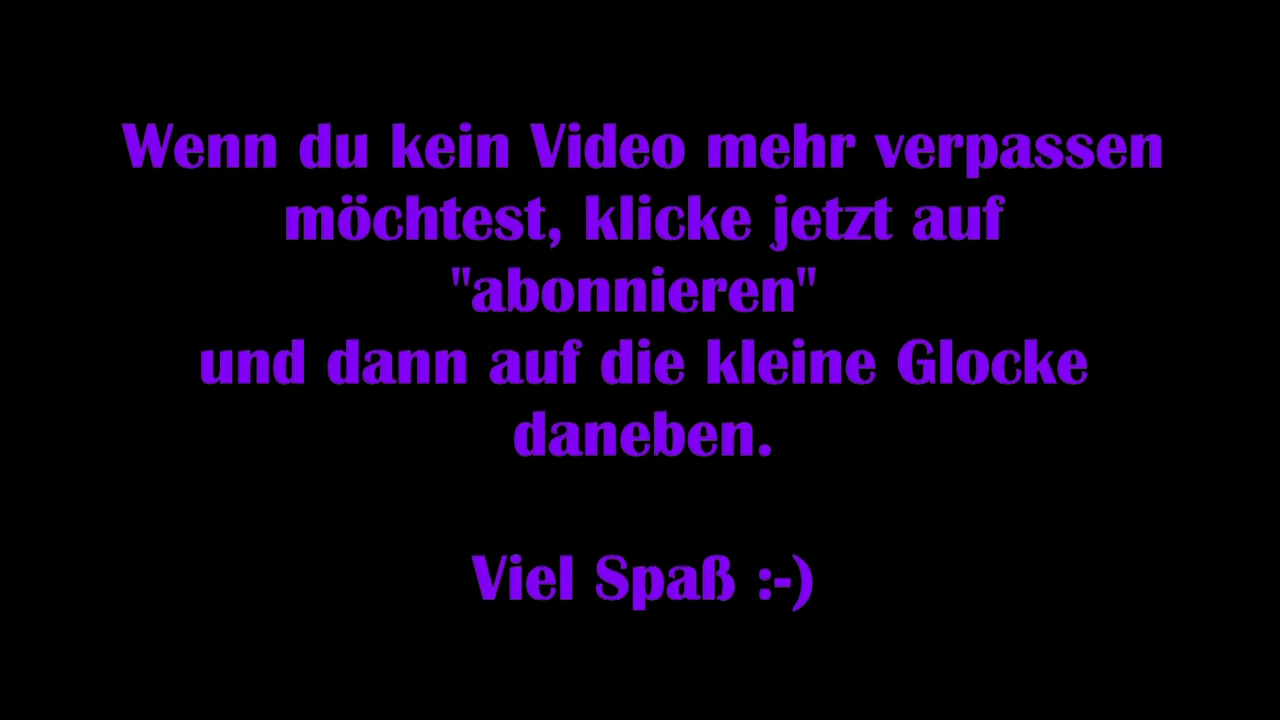 Wenn du kein Video mehr verpassen
möchtest, klicke jetzt auf
"abonnieren"
und dann auf die kleine Glocke
daneben.
Viel Spaß :-)